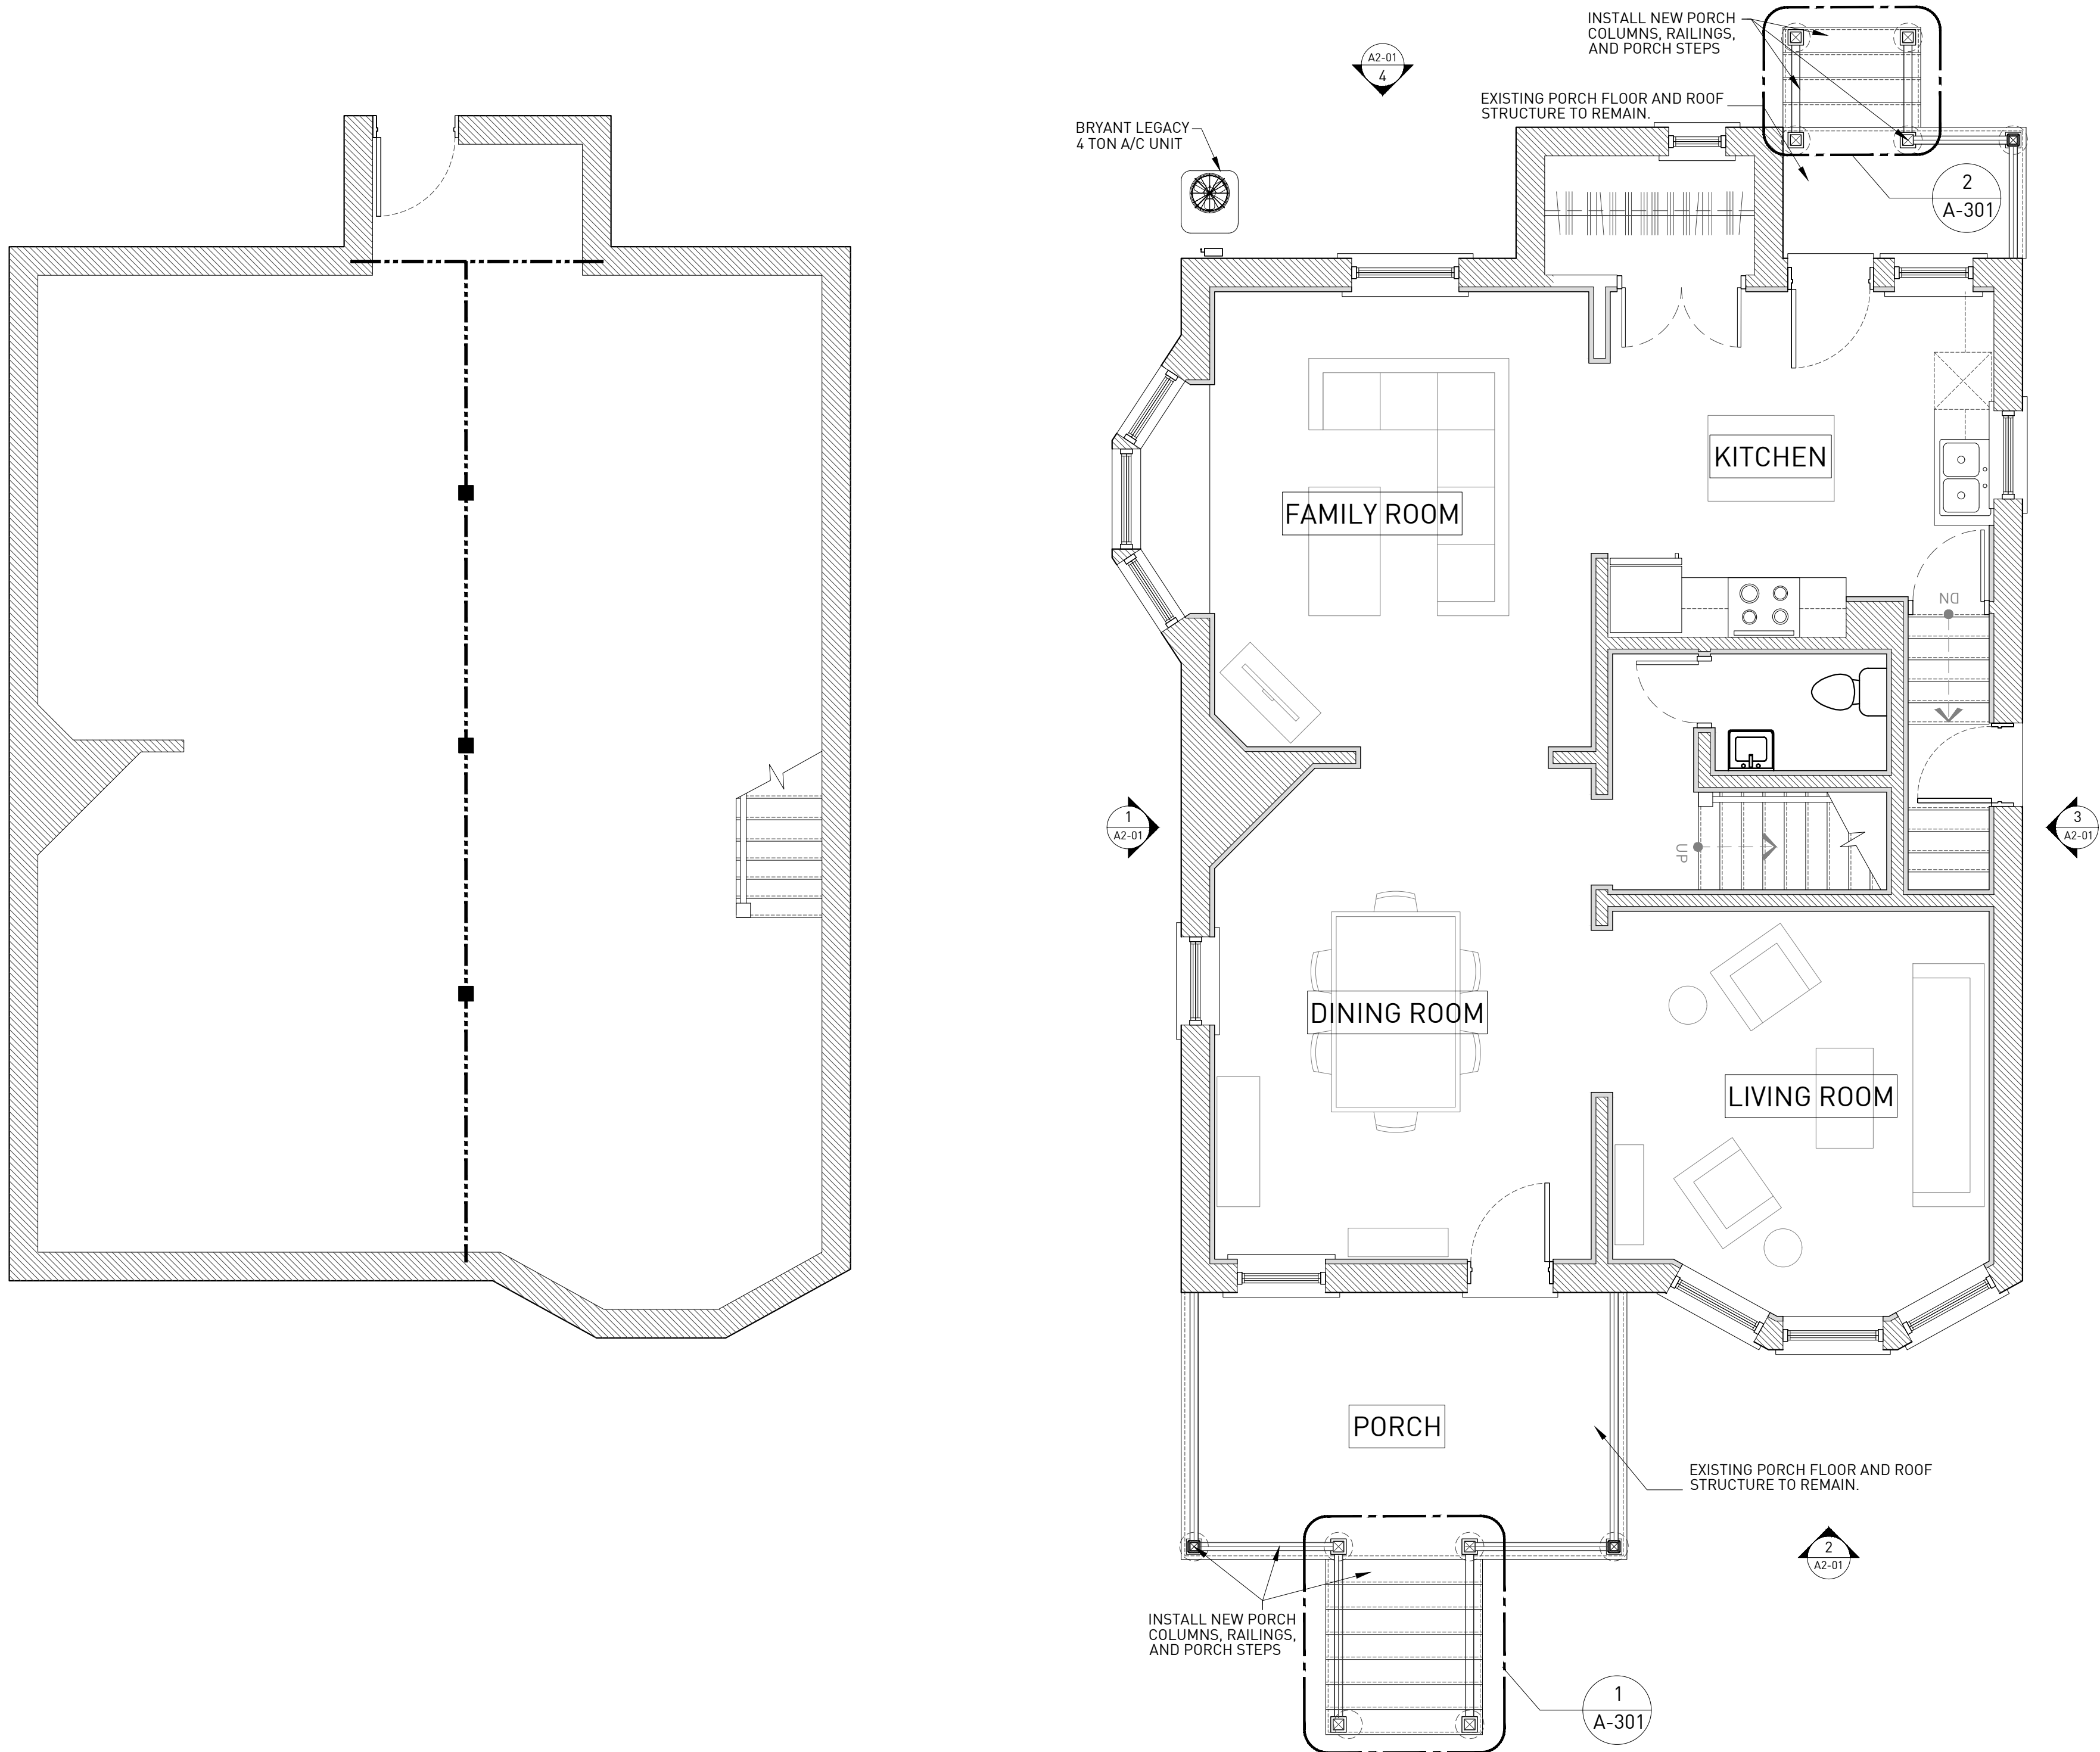 INSTALL NEW PORCH
COLUMNS, RAILINGS,
AND PORCH STEPS
A2-01
4
EXISTING PORCH FLOOR AND ROOF
STRUCTURE TO REMAIN.
BRYANT LEGACY
4 TON A/C UNIT
2
A-301
KITCHEN
FAMILY ROOM
DN
1
A2-01
3
A2-01
UP
DINING ROOM
LIVING ROOM
PORCH
EXISTING PORCH FLOOR AND ROOF
STRUCTURE TO REMAIN.
2
A2-01
INSTALL NEW PORCH
COLUMNS, RAILINGS,
AND PORCH STEPS
1
A-301